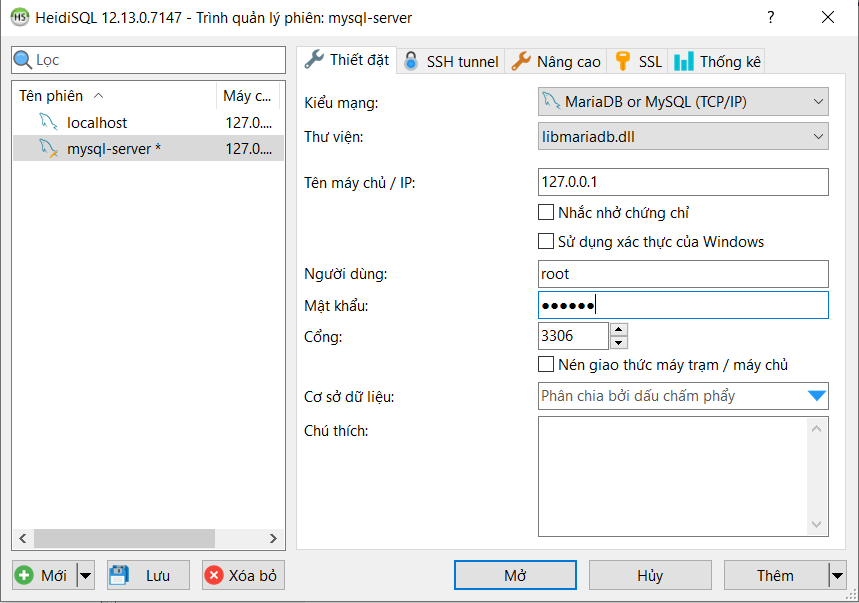 HeidiSQL 12.13.0.7147 - Trình quản lý phiên: mysql-server
Lọc
Tên phiên Máy c...
localhost 127.0....
mysql-server * 127.0....
Mới
Lưu
Xóa bỏ
Thiết đặt SSH tunnel Nâng cao SSL Thống kê
Kiểu mạng: MariaDB or MySQL (TCP/IP)
Thư viện: libmariadb.dll
Tên máy chủ / IP: 127.0.0.1
Nhắc nhở chứng chỉ
Sử dụng xác thực của Windows
Người dùng: root
Mật khẩu: ●●●●●●
Cổng: 3306
Nén giao thức máy trạm / máy chủ
Cơ sở dữ liệu: Phân chia bởi dấu chấm phẩy
Chú thích:
Mở Hủy Thêm